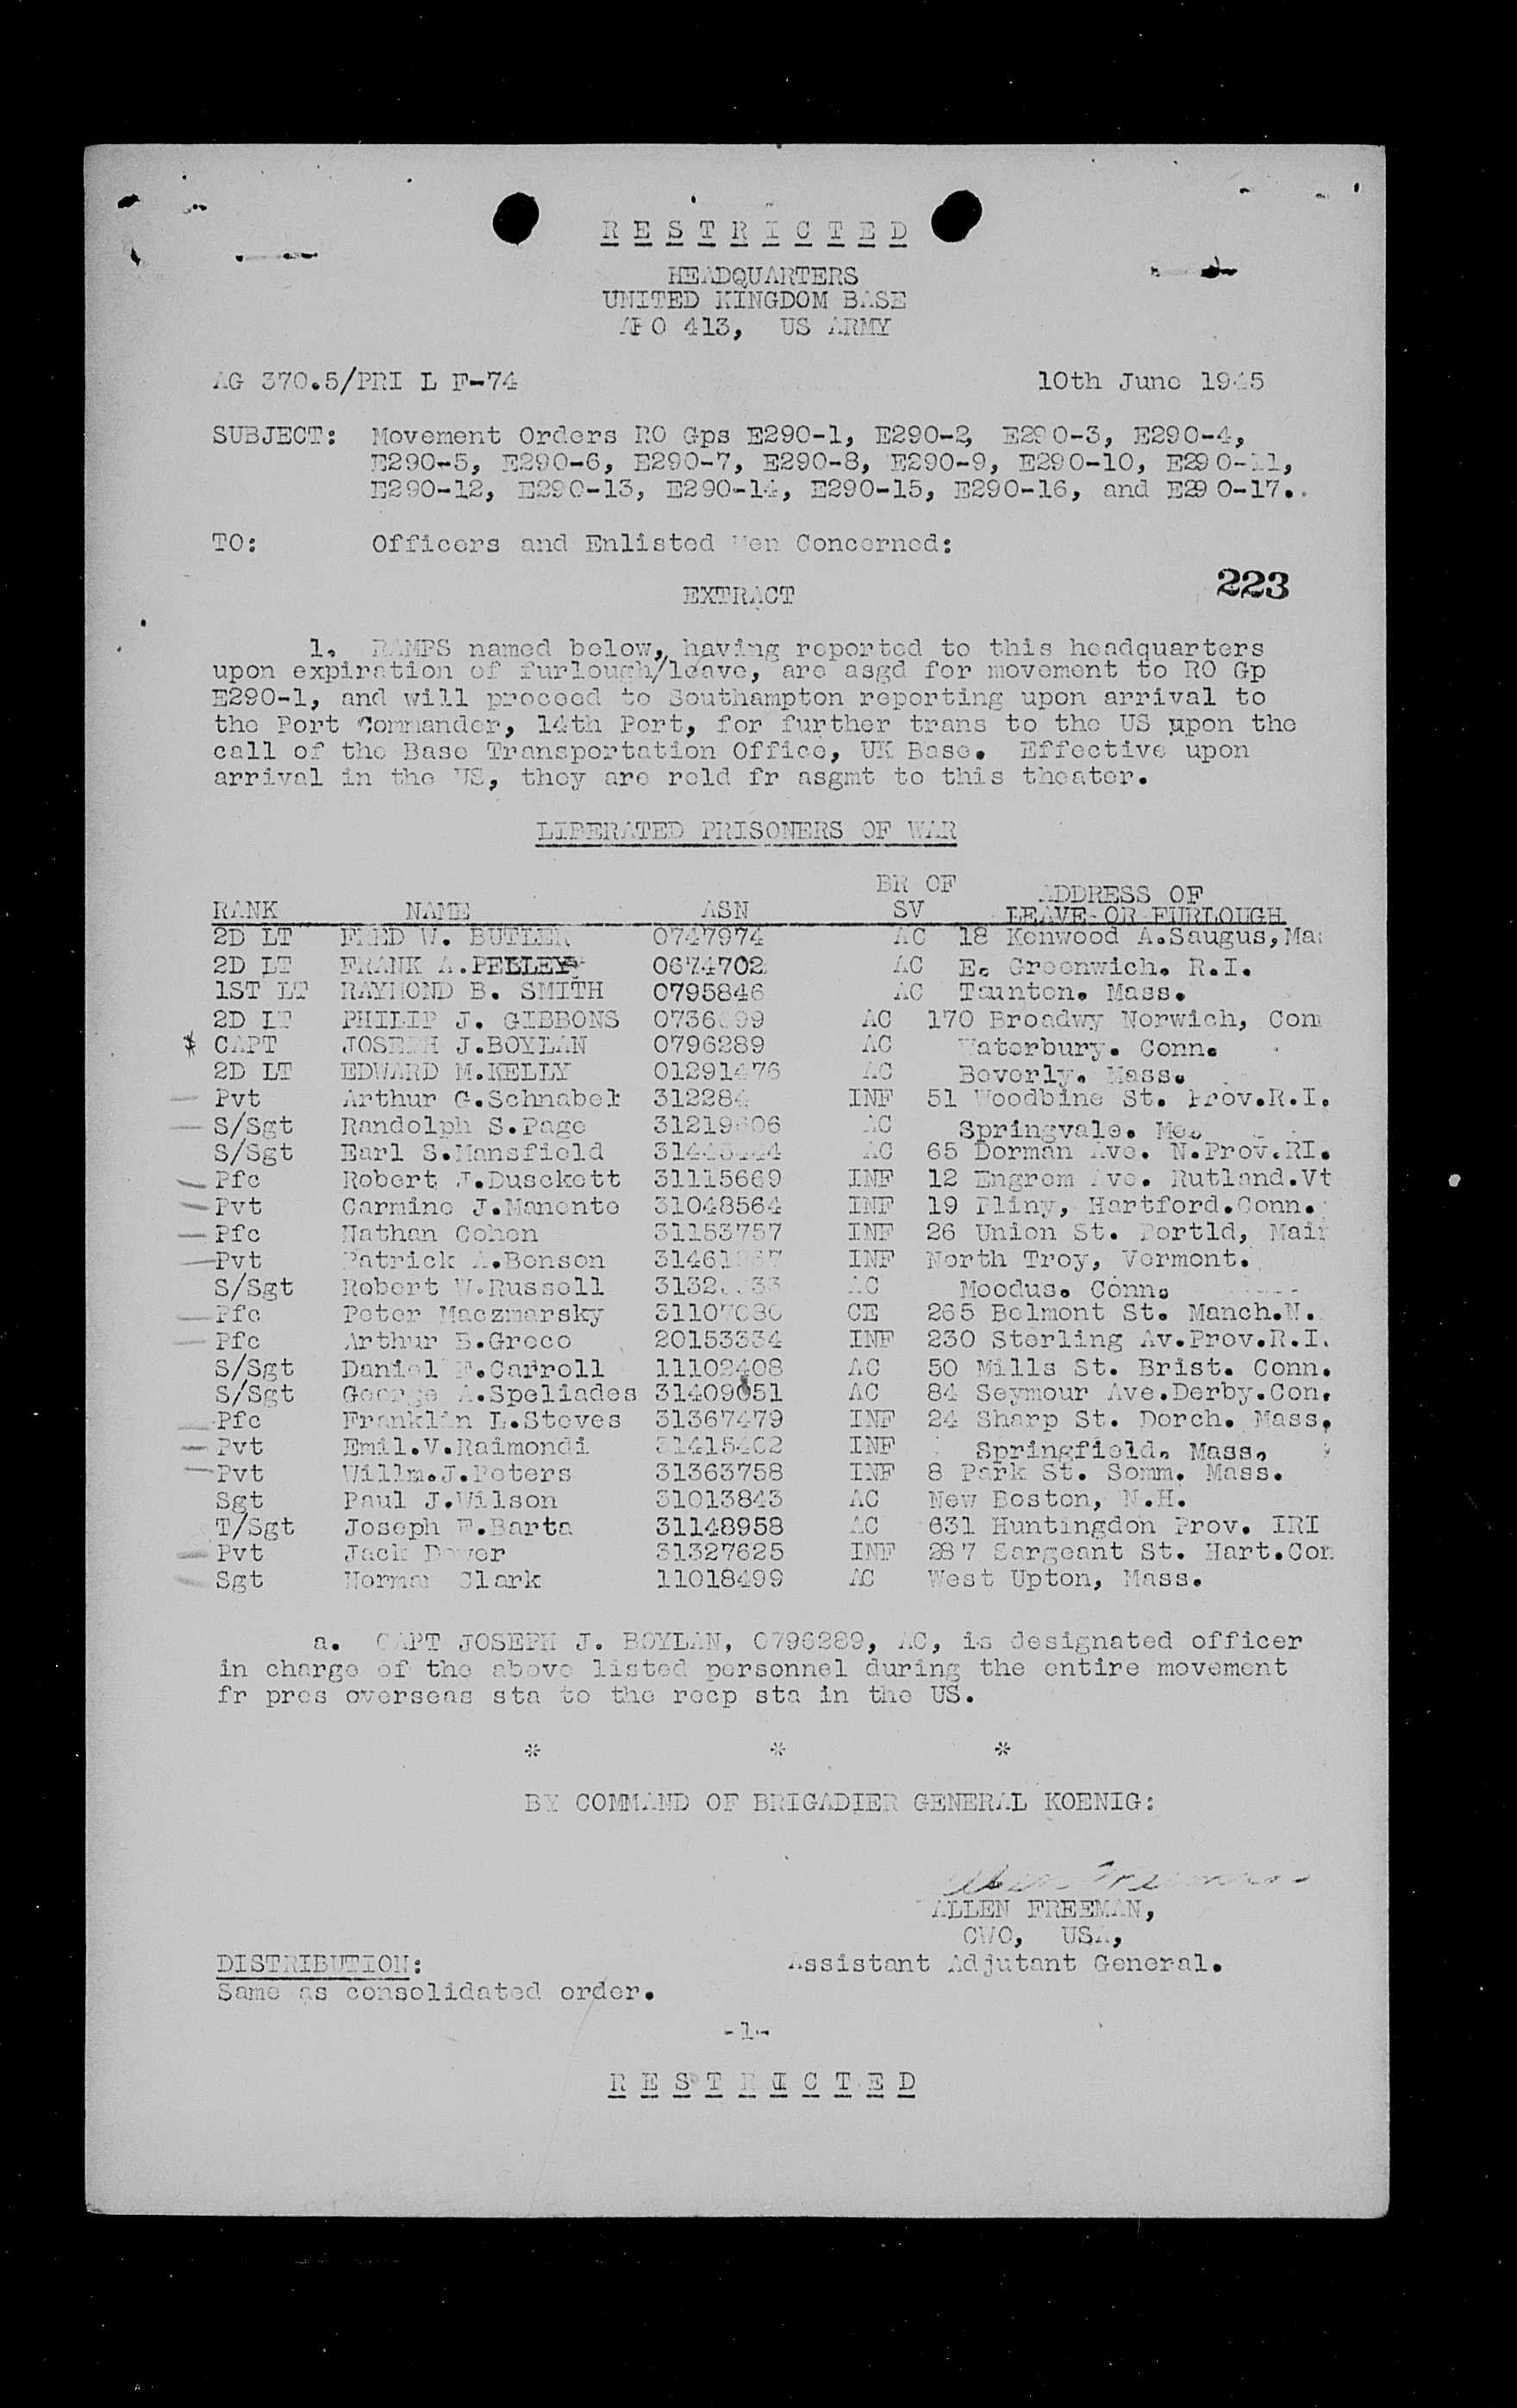 R E S T R I C T E D
HEADQUARTERS
UNITED KINGDOM BASE
APO 413, US ARMY
AG 370.5/PRI L F-74 10th June 1945
SUBJECT: Movement Orders RO Gps E290-1, E290-2, E290-3, E290-4,
E290-5, E290-6, E290-7, E290-8, E290-9, E290-10, E290-11,
E290-12, E290-13, E290-14, E290-15, E290-16, and E290-17.
TO: Officers and Enlisted Men Concerned:
223
EXTRACT
1. RAMPS named below, having reported to this headquarters
upon expiration of furlough/leave, are asgd for movement to RO Gp
E290-1, and will proceed to Southampton reporting upon arrival to
the Port Commander, 14th Port, for further trans to the US upon the
call of the Base Transportation Office, UK Base. Effective upon
arrival in the US, they are reld fr asgmt to this theater.
LIBERATED PRISONERS OF WAR
BR OF ADDRESS OF
RANK NAME ASN SV LEAVE OR FURLOUGH
2D LT FRED W. BUTLER 0747974 AC 18 Kenwood A.Saugus,
2D LT FRANK A.PELLEY 0674702 AC E. Greenwich. R.I.
1ST LT RAYMOND B. SMITH 0795846 AC Taunton. Mass.
2D LT PHILIP J. GIBBONS AC 170 Broadwy Norwich, Con
* CAPT JOSEPH J.BOYLAN 0796289 AC Waterbury. Conn.
2D LT EDWARD M.KELLY 01291476 AC Beverly. Mass.
Pvt Arthur G.Schnabel 312284 INF 51 Woodbine St. Prov.R.I.
S/Sgt Randolph S.Page 31219606 AC Springvale. Me.
S/Sgt Earl S.Mansfield AC 65 Dorman Ave. N.Prov.RI.
Pfc Robert J.Dusckett 31115669 INF 12 Engrem Ave. Rutland.Vt
Pvt Carmine J.Manente 31048564 INF 19 Pliny, Hartford.Conn.
Pfc Nathan Cohen 31153757 INF 26 Union St. Portld, Main
Pvt Patrick A.Benson INF North Troy, Vermont.
S/Sgt Robert W.Russell AC Moodus. Conn.
Pfc Peter Maczmarsky CE 265 Belmont St. Manch.N.
Pfc Arthur B.Greco 20153334 INF 230 Sterling Av.Prov.R.I.
S/Sgt Daniel F.Carroll 11102408 AC 50 Mills St. Brist. Conn.
S/Sgt George A.Speliades 31409051 AC 84 Seymour Ave.Derby.Con.
Pfc Franklin L.Steves 31367479 INF 24 Sharp St. Dorch. Mass.
Pvt Emil.V.Raimondi 31415402 INF Springfield. Mass.
Pvt Willm.J.Peters 31363758 INF 8 Park St. Somm. Mass.
Sgt Paul J.Wilson 31013843 AC New Boston, N.H.
T/Sgt Joseph F.Barta 31148958 AC 631 Huntingdon Prov. IRI
Pvt Jack Dwyer 31327625 INF 287 Sargeant St. Hart.Con
Sgt Norman Clark 11018499 AC West Upton, Mass.
a. CAPT JOSEPH J. BOYLAN, 0796289, AC, is designated officer
in charge of the above listed personnel during the entire movement
fr pres overseas sta to the recp sta in the US.
* * *
BY COMMAND OF BRIGADIER GENERAL KOENIG:
Allen Freeman
ALLEN FREEMAN,
CWO, USA,
DISTRIBUTION: Assistant Adjutant General.
Same as consolidated order.
-1-
R E S T R I C T E D